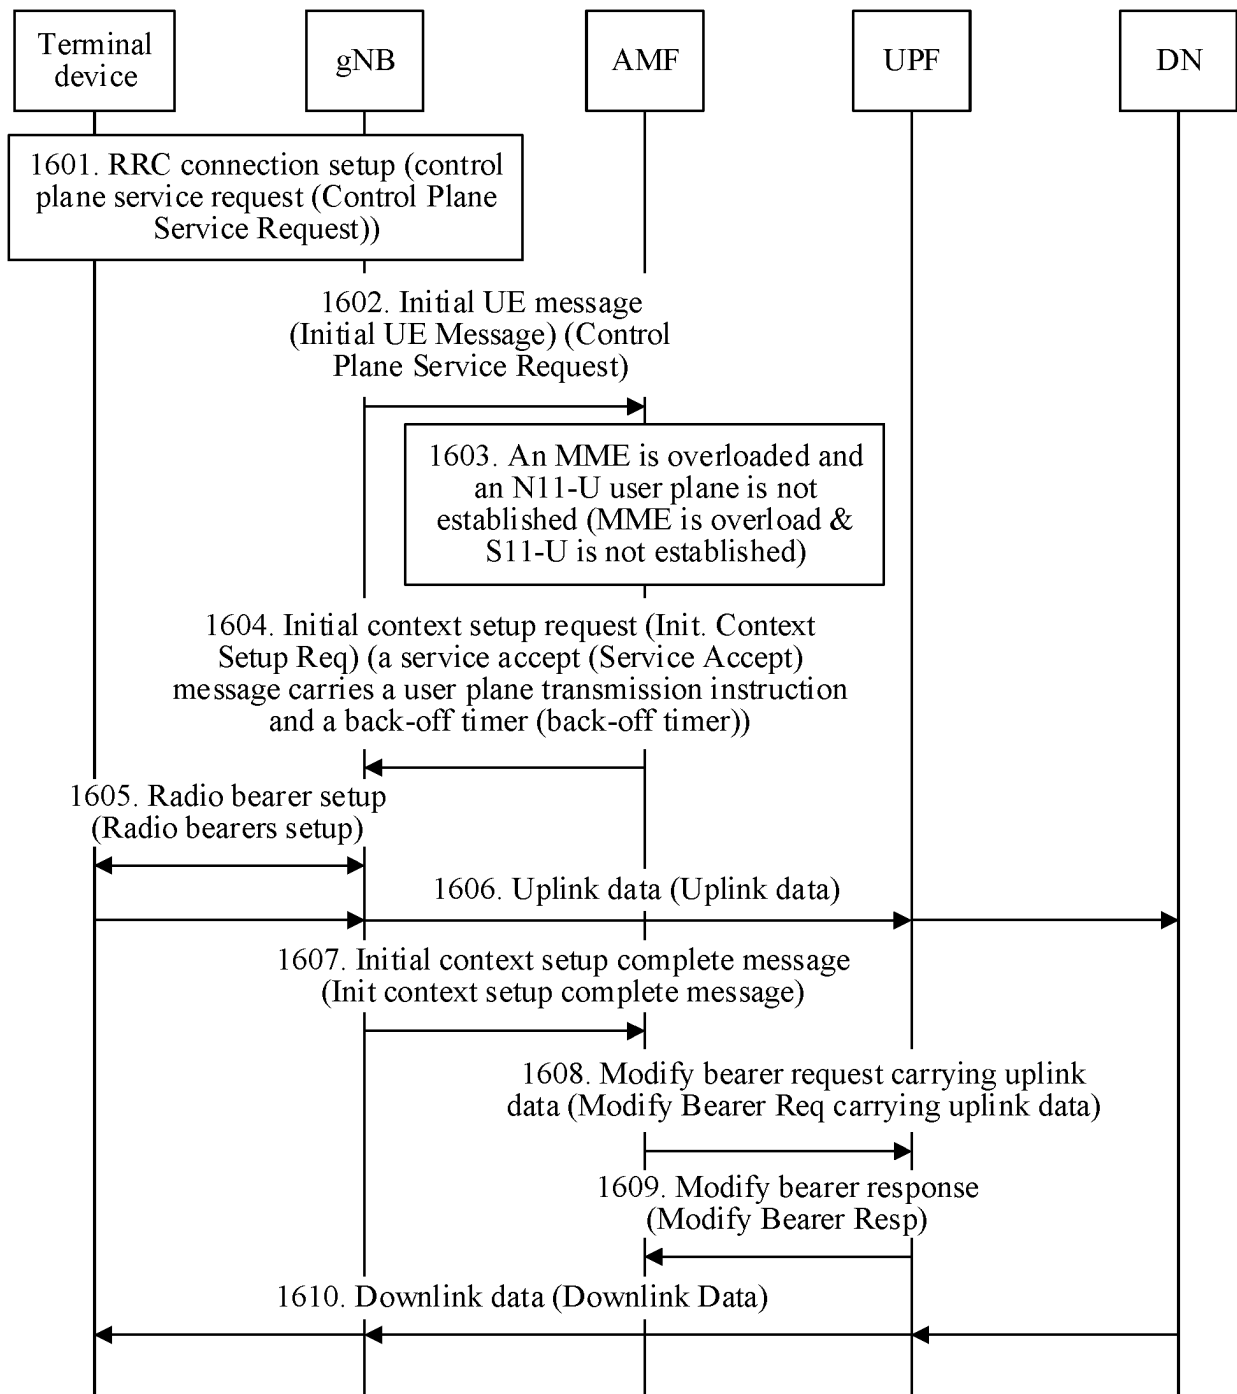 Terminal
device
gNB
AMF
UPF
DN
1601. RRC connection setup (control
plane service request (Control Plane
Service Request))
1602. Initial UE message
(Initial UE Message) (Control
Plane Service Request)
1603. An MME is overloaded and
an N11-U user plane is not
established (MME is overload &
S11-U is not established)
1604. Initial context setup request (Init. Context
Setup Req) (a service accept (Service Accept)
message carries a user plane transmission instruction
and a back-off timer (back-off timer))
1605. Radio bearer setup
(Radio bearers setup)
1606. Uplink data (Uplink data)
1607. Initial context setup complete message
(Init context setup complete message)
1608. Modify bearer request carrying uplink
data (Modify Bearer Req carrying uplink data)
1609. Modify bearer response
(Modify Bearer Resp)
1610. Downlink data (Downlink Data)